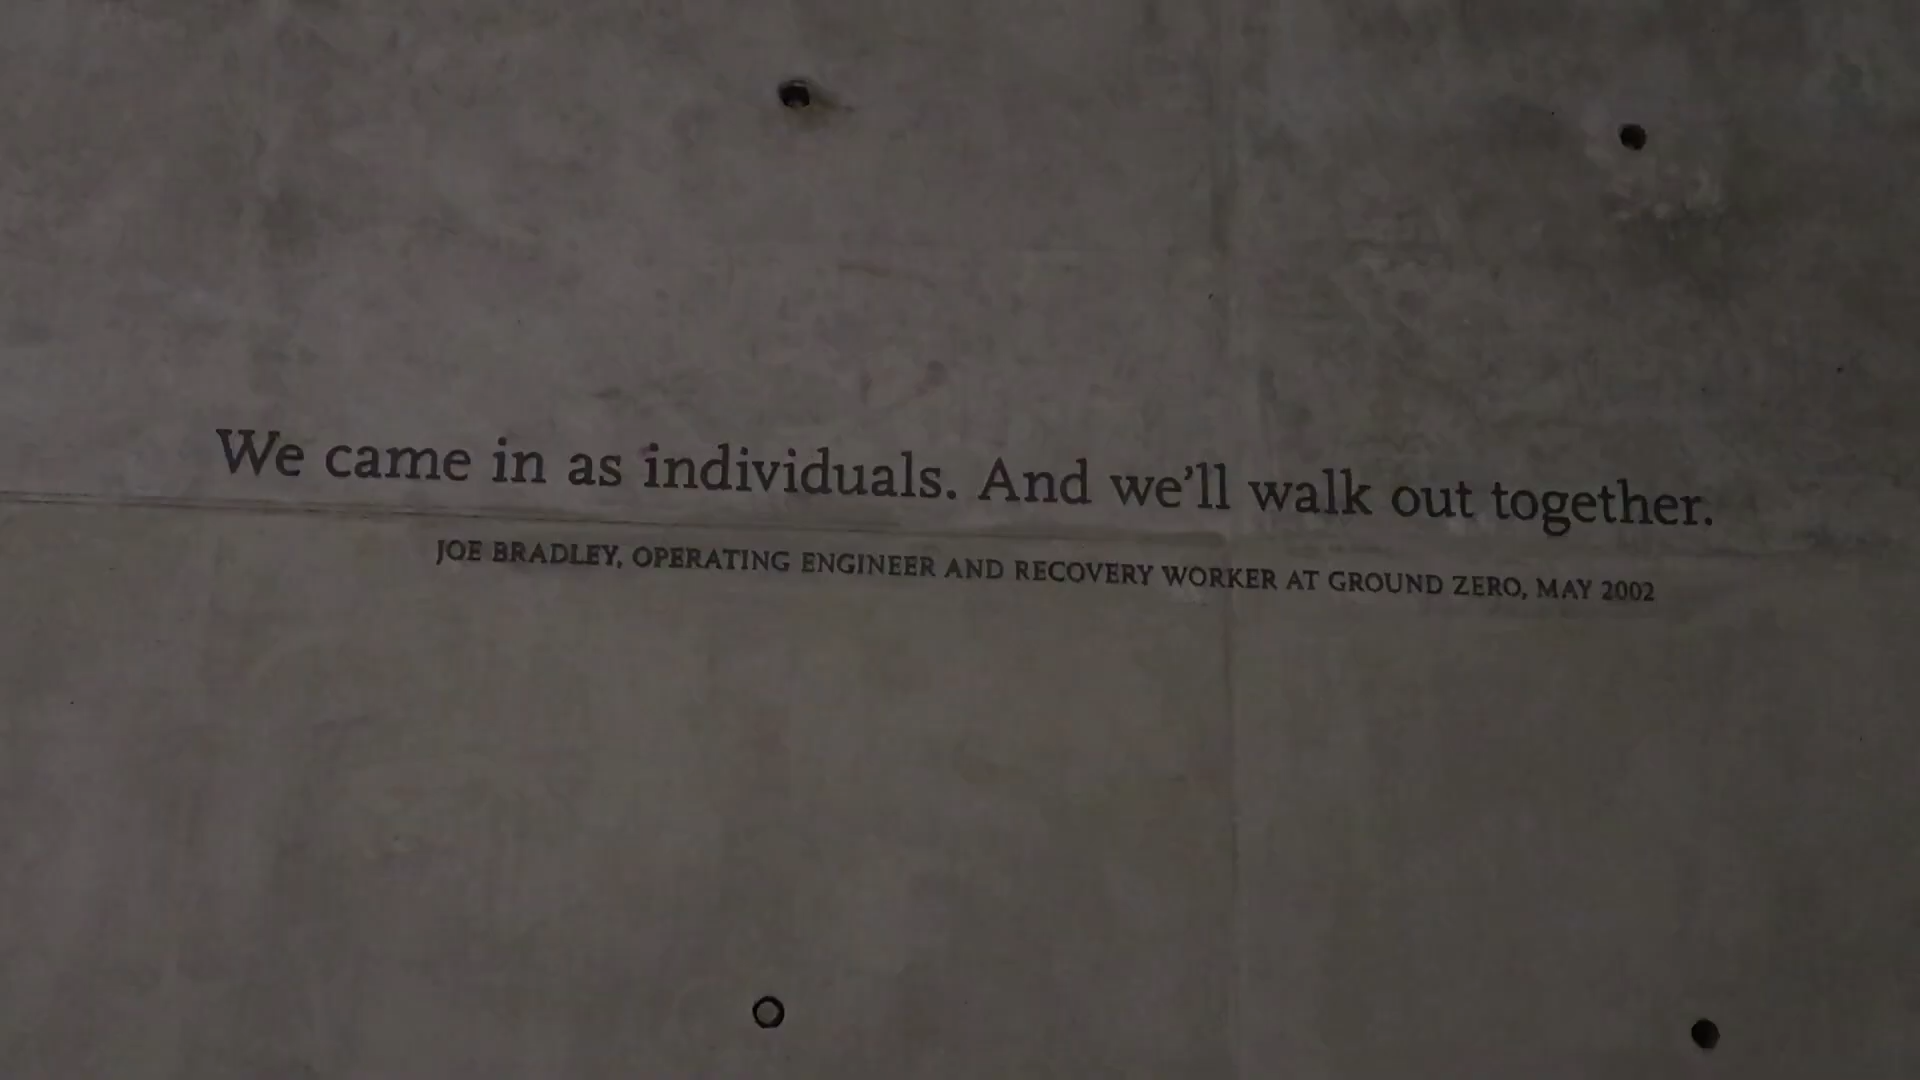 We came in as individuals. And we'll walk out together.
JOE BRADLEY, OPERATING ENGINEER AND RECOVERY WORKER AT GROUND ZERO, MAY 2002